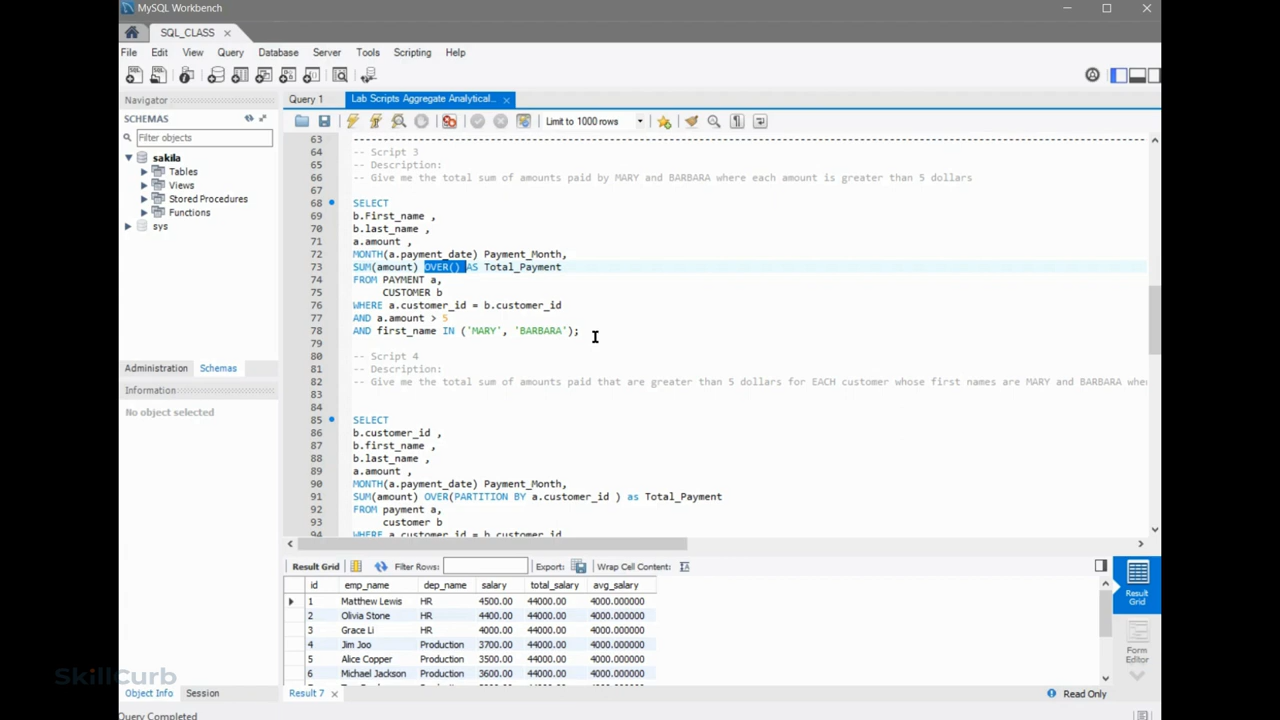 MySQL Workbench
SQL_CLASS
File Edit View Query Database Server Tools Scripting Help
Navigator
SCHEMAS
Filter objects
sakila
Tables
Views
Stored Procedures
Functions
sys
Administration Schemas
Information
No object selected
Query 1 Lab Scripts Aggregate Analytical...
Limit to 1000 rows
63 --------------------------------------------------------------------------------
64 -- Script 3
65 -- Description:
66 -- Give me the total sum of amounts paid by MARY and BARBARA where each amount is greater than 5 dollars
67
68 SELECT
69 b.First_name ,
70 b.last_name ,
71 a.amount ,
72 MONTH(a.payment_date) Payment_Month,
73 SUM(amount) OVER() AS Total_Payment
74 FROM PAYMENT a,
75 CUSTOMER b
76 WHERE a.customer_id = b.customer_id
77 AND a.amount > 5
78 AND first_name IN ('MARY', 'BARBARA');
79
80 -- Script 4
81 -- Description:
82 -- Give me the total sum of amounts paid that are greater than 5 dollars for EACH customer whose first names are MARY and BARBARA whe
83
84
85 SELECT
86 b.customer_id ,
87 b.first_name ,
88 b.last_name ,
89 a.amount ,
90 MONTH(a.payment_date) Payment_Month,
91 SUM(amount) OVER(PARTITION BY a.customer_id ) as Total_Payment
92 FROM payment a,
93 customer b
94 WHERE a.customer_id = b.customer_id
Result Grid Filter Rows: Export: Wrap Cell Content:
id emp_name dep_name salary total_salary avg_salary
1 Matthew Lewis HR 4500.00 44000.00 4000.000000
2 Olivia Stone HR 4400.00 44000.00 4000.000000
3 Grace Li HR 4000.00 44000.00 4000.000000
4 Jim Joo Production 3700.00 44000.00 4000.000000
5 Alice Copper Production 3500.00 44000.00 4000.000000
6 Michael Jackson Production 3600.00 44000.00 4000.000000
Result Grid
Form Editor
SkillCurb
Object Info Session
Result 7
Read Only
Query Completed